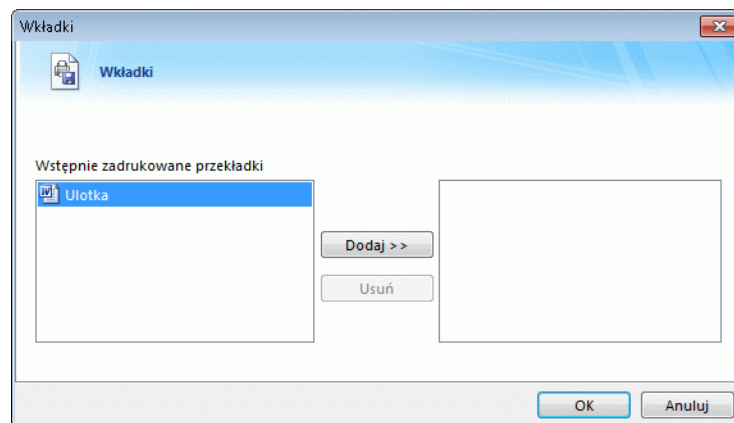 Wkładki
Wkładki
Wstępnie zadrukowane przekładki
Ulotka
Dodaj >>
Usuń
OK
Anuluj